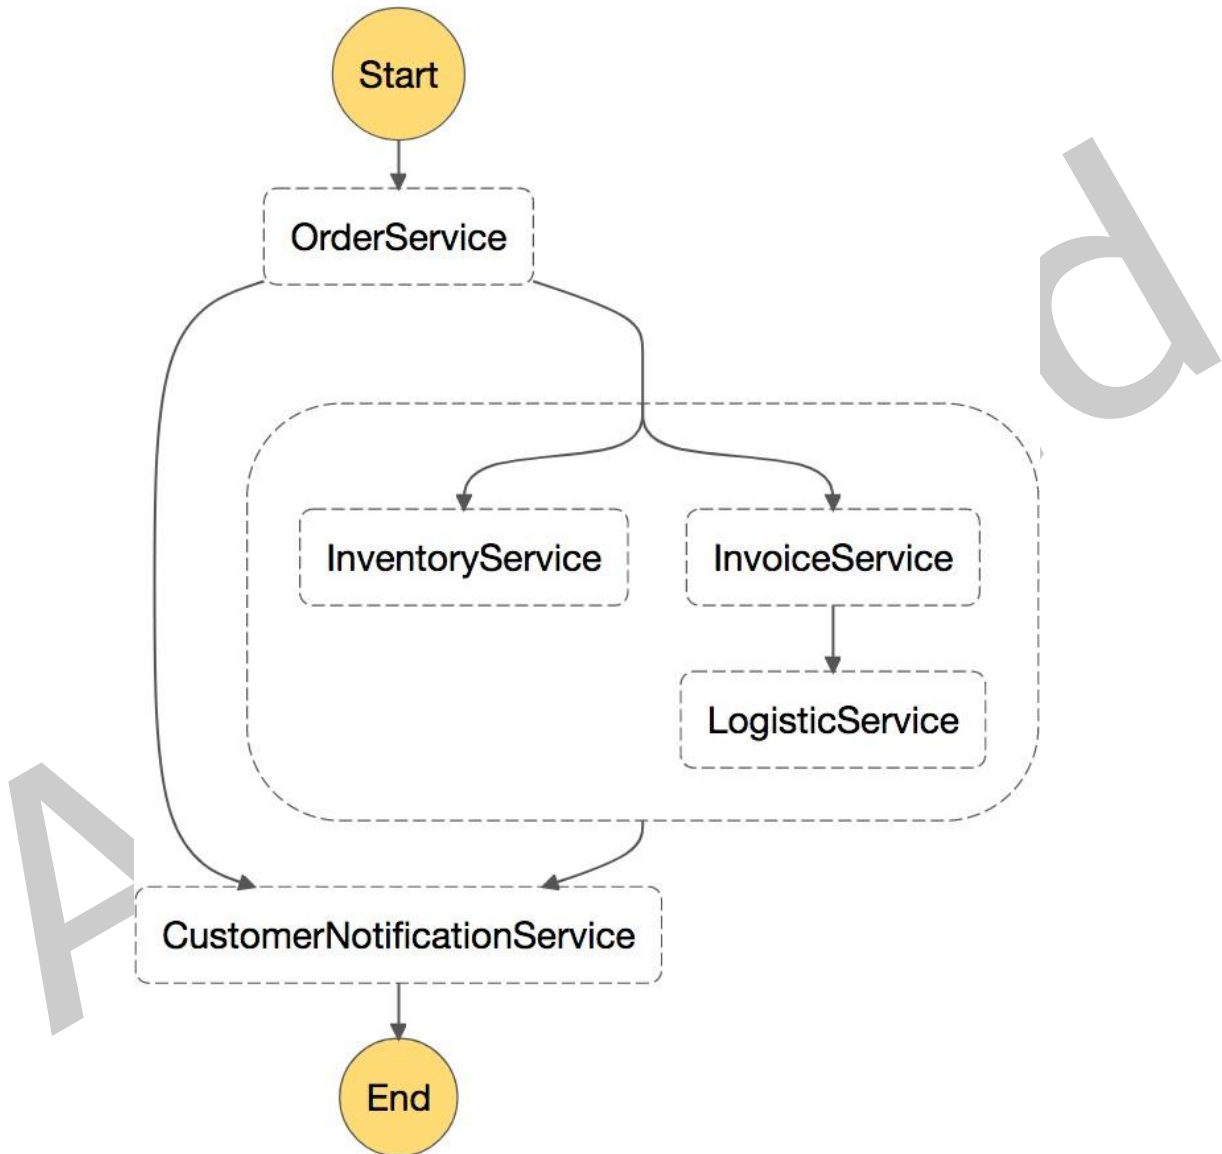 Start
OrderService
InventoryService
InvoiceService
LogisticService
CustomerNotificationService
End